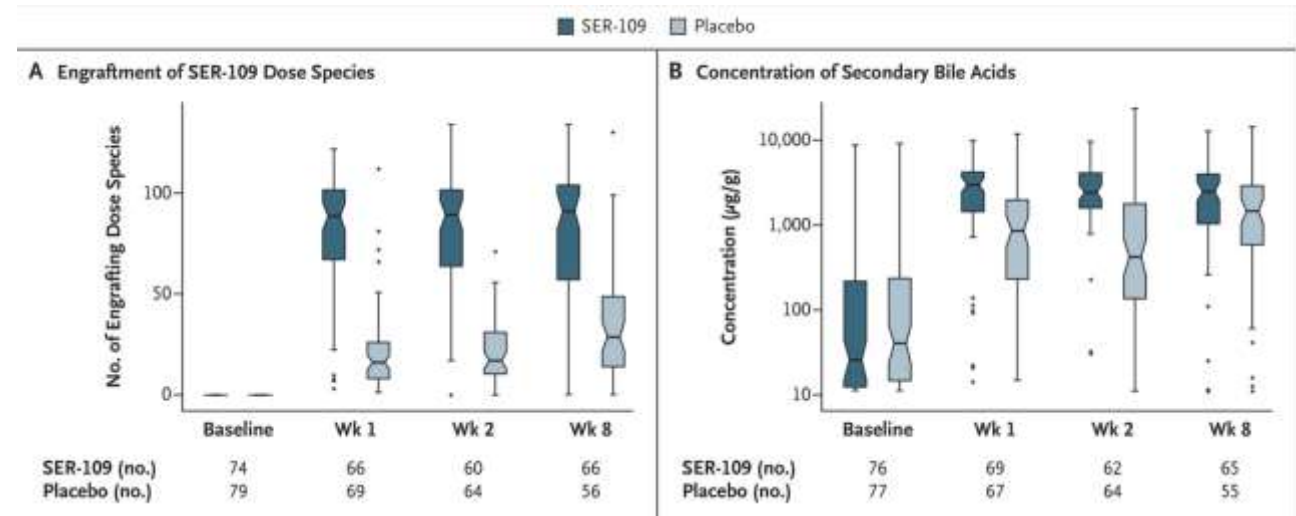 SER-109 Placebo
A Engraftment of SER-109 Dose Species
No. of Engrafting Dose Species
100
50
0
Baseline Wk 1 Wk 2 Wk 8
SER-109 (no.) 74 66 60 66
Placebo (no.) 79 69 64 56
B Concentration of Secondary Bile Acids
Concentration (µg/g)
10,000
1,000
100
10
Baseline Wk 1 Wk 2 Wk 8
SER-109 (no.) 76 69 62 65
Placebo (no.) 77 67 64 55